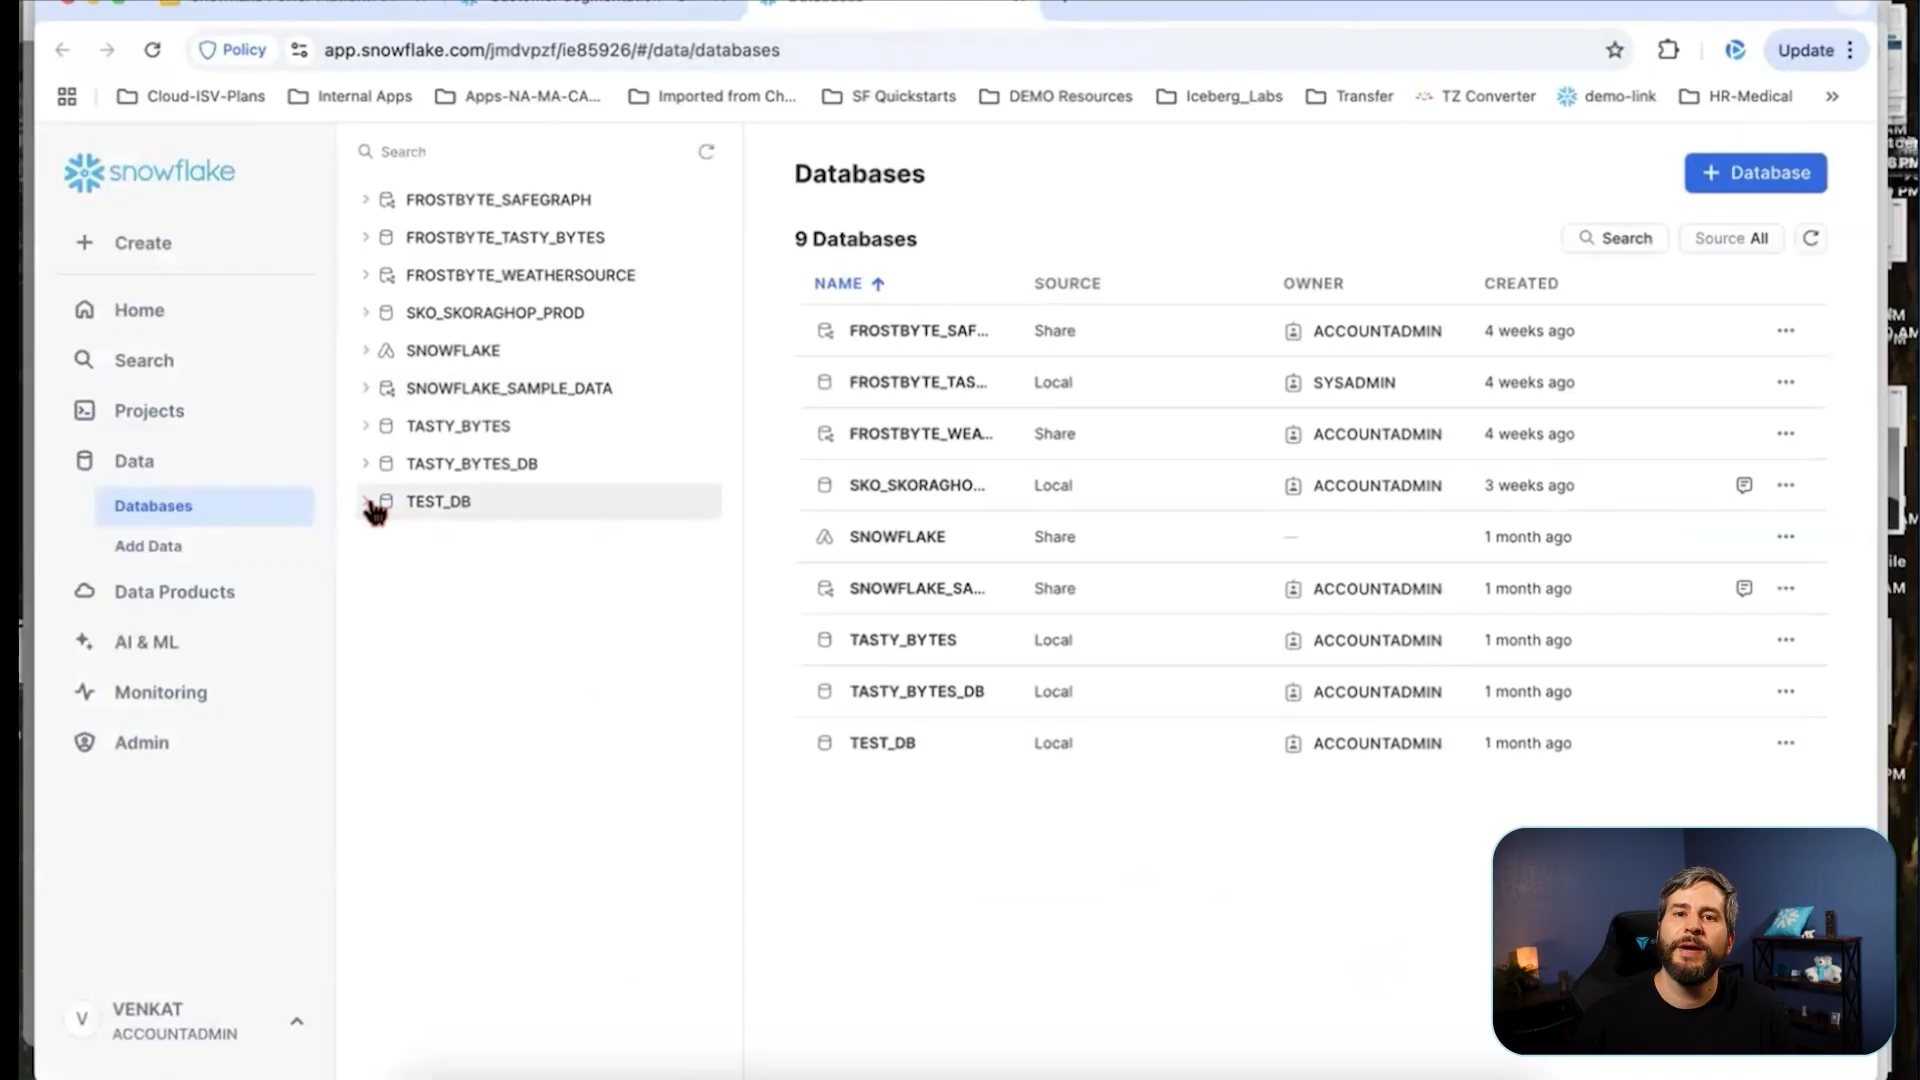 Policy
app.snowflake.com/jmdvpzf/ie85926/#/data/databases
Update
Cloud-ISV-Plans
Internal Apps
Apps-NA-MA-CA...
Imported from Ch...
SF Quickstarts
DEMO Resources
Iceberg_Labs
Transfer
TZ Converter
demo-link
HR-Medical
snowflake
Create
Home
Search
Projects
Data
Databases
Add Data
Data Products
AI & ML
Monitoring
Admin
V
VENKAT
ACCOUNTADMIN
Search
FROSTBYTE_SAFEGRAPH
FROSTBYTE_TASTY_BYTES
FROSTBYTE_WEATHERSOURCE
SKO_SKORAGHOP_PROD
SNOWFLAKE
SNOWFLAKE_SAMPLE_DATA
TASTY_BYTES
TASTY_BYTES_DB
TEST_DB
Databases
+ Database
9 Databases
Search
Source All
NAME SOURCE OWNER CREATED
FROSTBYTE_SAF... Share ACCOUNTADMIN 4 weeks ago
FROSTBYTE_TAS... Local SYSADMIN 4 weeks ago
FROSTBYTE_WEA... Share ACCOUNTADMIN 4 weeks ago
SKO_SKORAGHO... Local ACCOUNTADMIN 3 weeks ago
SNOWFLAKE Share — 1 month ago
SNOWFLAKE_SA... Share ACCOUNTADMIN 1 month ago
TASTY_BYTES Local ACCOUNTADMIN 1 month ago
TASTY_BYTES_DB Local ACCOUNTADMIN 1 month ago
TEST_DB Local ACCOUNTADMIN 1 month ago